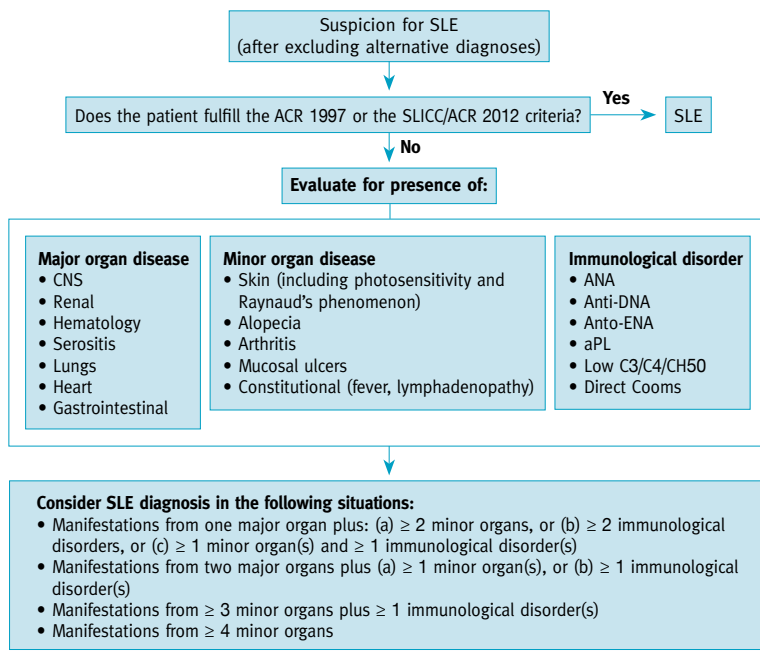 Suspicion for SLE
(after excluding alternative diagnoses)
Does the patient fulfill the ACR 1997 or the SLICC/ACR 2012 criteria?
Yes
SLE
No
Evaluate for presence of:
Major organ disease
• CNS
• Renal
• Hematology
• Serositis
• Lungs
• Heart
• Gastrointestinal
Minor organ disease
• Skin (including photosensitivity and
Raynaud's phenomenon)
• Alopecia
• Arthritis
• Mucosal ulcers
• Constitutional (fever, lymphadenopathy)
Immunological disorder
• ANA
• Anti-DNA
• Anto-ENA
• aPL
• Low C3/C4/CH50
• Direct Cooms
Consider SLE diagnosis in the following situations:
• Manifestations from one major organ plus: (a) ≥ 2 minor organs, or (b) ≥ 2 immunological
disorders, or (c) ≥ 1 minor organ(s) and ≥ 1 immunological disorder(s)
• Manifestations from two major organs plus (a) ≥ 1 minor organ(s), or (b) ≥ 1 immunological
disorder(s)
• Manifestations from ≥ 3 minor organs plus ≥ 1 immunological disorder(s)
• Manifestations from ≥ 4 minor organs